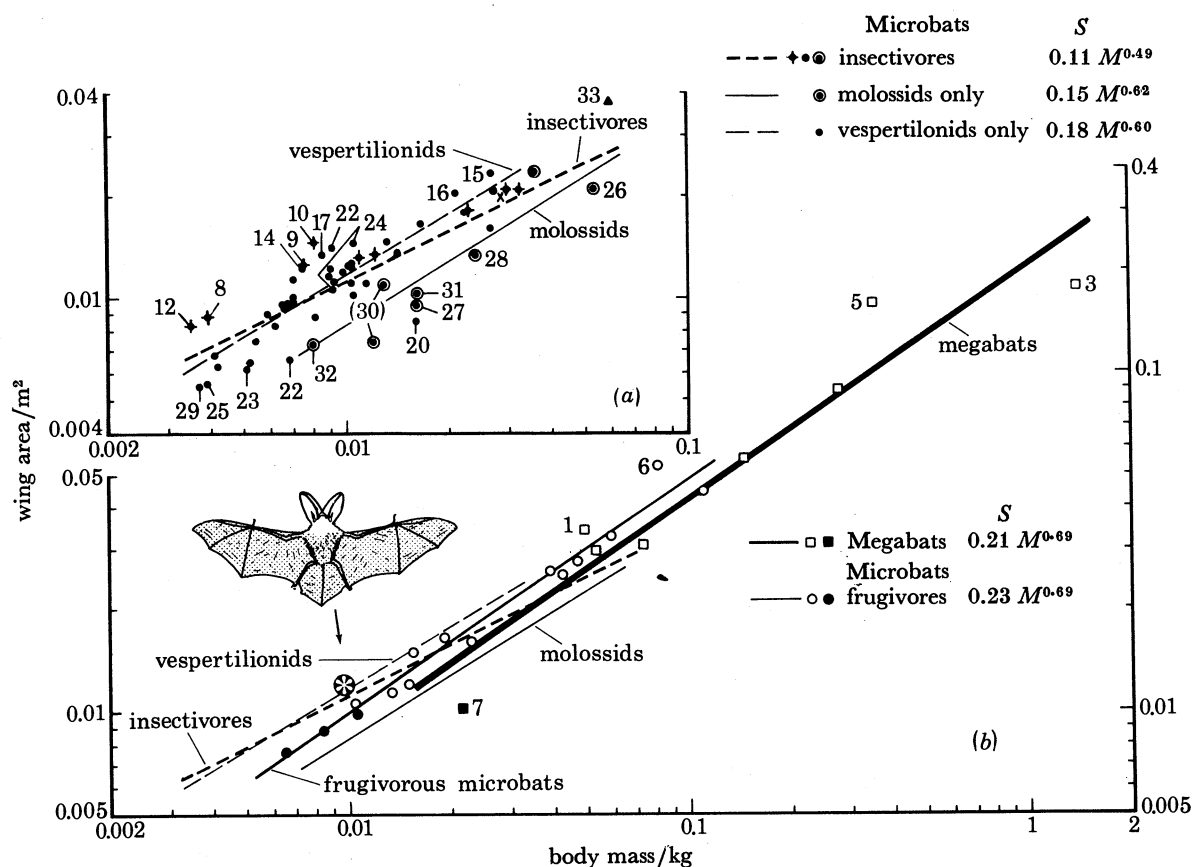 Microbats S
insectivores 0.11 M^0.49
molossids only 0.15 M^0.62
vespertilonids only 0.18 M^0.60
0.04
33
insectivores
vespertilionids
15
16
26
molossids
0.4
10
17
22
24
14
9
28
12
8
0.01
31
(30)
27
5
3
megabats
20
32
22
23
29
25
(a)
0.1
0.004
0.002
0.01
0.1
wing area/m²
0.05
6
1
S
Megabats 0.21 M^0.69
Microbats
frugivores 0.23 M^0.69
vespertilionids
molossids
0.01
7
0.01
insectivores
(b)
frugivorous microbats
0.005
0.005
0.002
0.01
0.1
1
2
body mass/kg